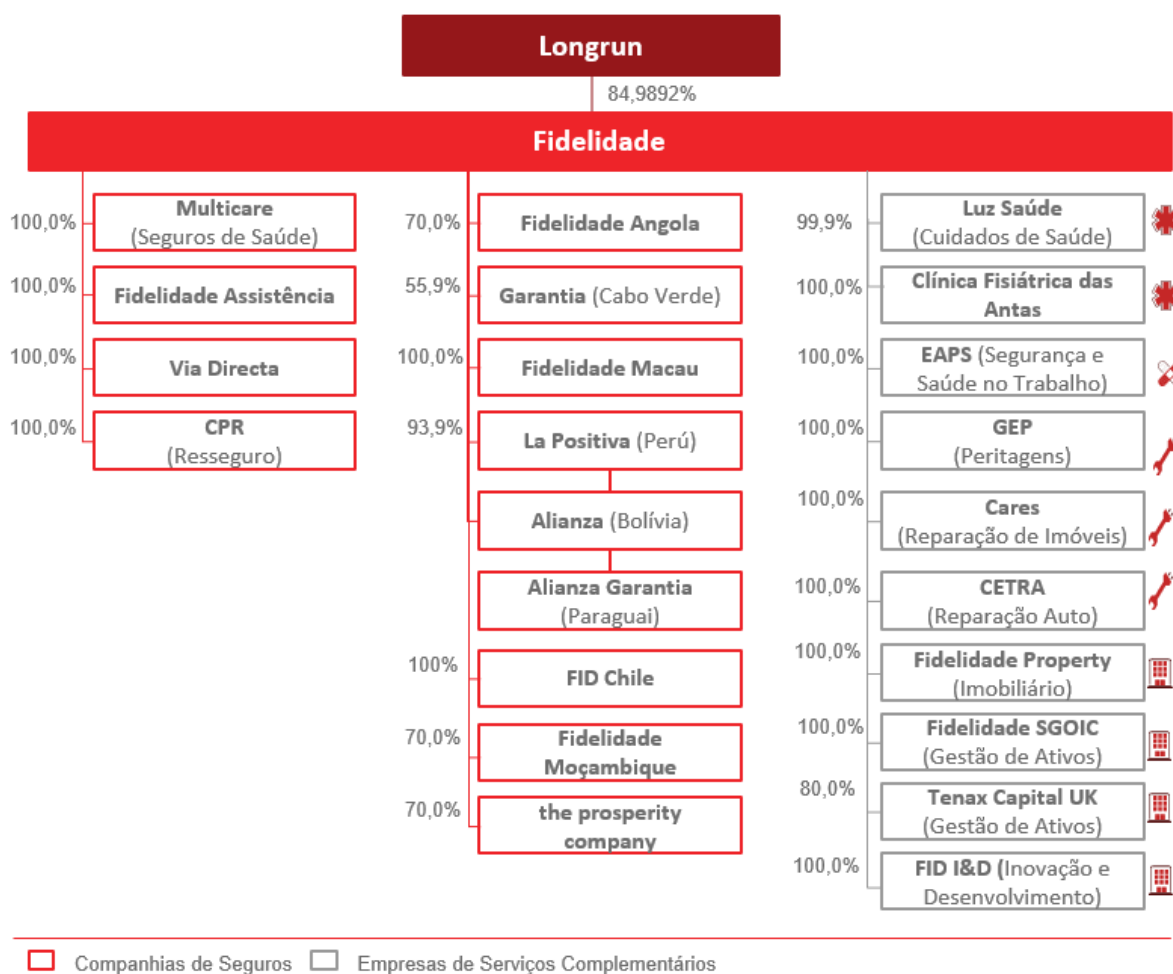 Longrun
84,9892%
Fidelidade
100,0%
Multicare
(Seguros de Saúde)
100,0%
Fidelidade Assistência
100,0%
Via Directa
100,0%
CPR
(Resseguro)
70,0%
Fidelidade Angola
55,9%
Garantia (Cabo Verde)
100,0%
Fidelidade Macau
93,9%
La Positiva (Perú)
Alianza (Bolívia)
Alianza Garantia
(Paraguai)
100%
FID Chile
70,0%
Fidelidade
Moçambique
70,0%
the prosperity
company
99,9%
Luz Saúde
(Cuidados de Saúde)
100,0%
Clínica Fisiátrica das
Antas
100,0%
EAPS (Segurança e
Saúde no Trabalho)
100,0%
GEP
(Peritagens)
100,0%
Cares
(Reparação de Imóveis)
100,0%
CETRA
(Reparação Auto)
100,0%
Fidelidade Property
(Imobiliário)
100,0%
Fidelidade SGOIC
(Gestão de Ativos)
80,0%
Tenax Capital UK
(Gestão de Ativos)
100,0%
FID I&D (Inovação e
Desenvolvimento)
Companhias de Seguros
Empresas de Serviços Complementários